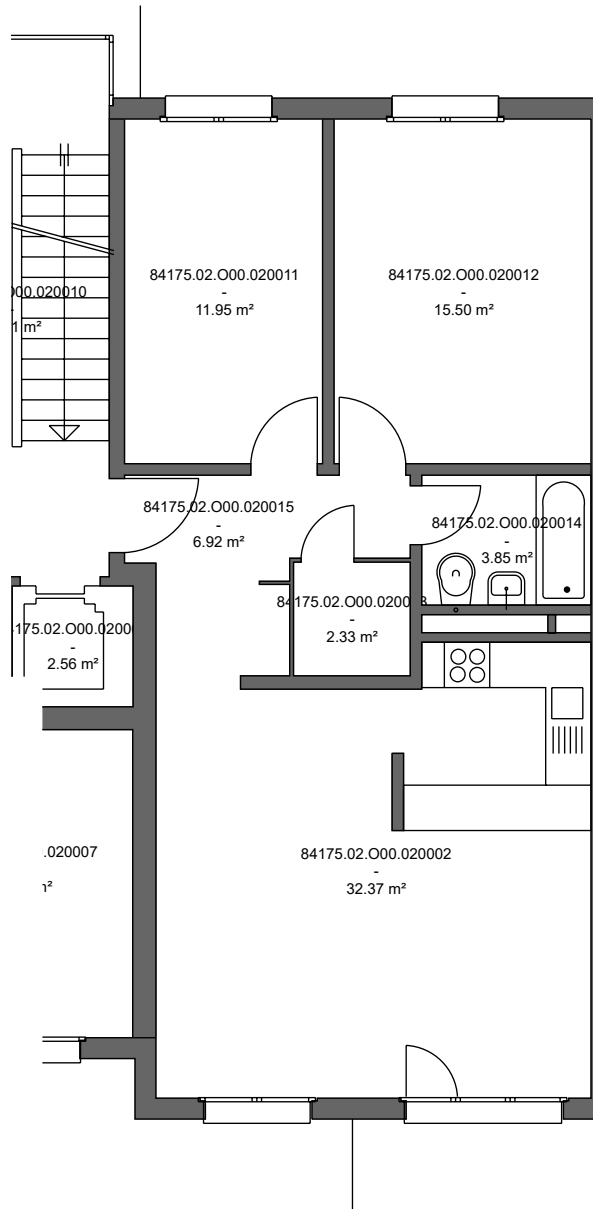 84175.02.O00.020011
-
11.95 m²
84175.02.O00.020012
-
15.50 m²
84175.02.O00.020015
-
6.92 m²
84175.02.O00.020014
-
3.85 m²
-
2.33 m²
-
2.56 m²
84175.02.O00.020002
-
32.37 m²
.020007